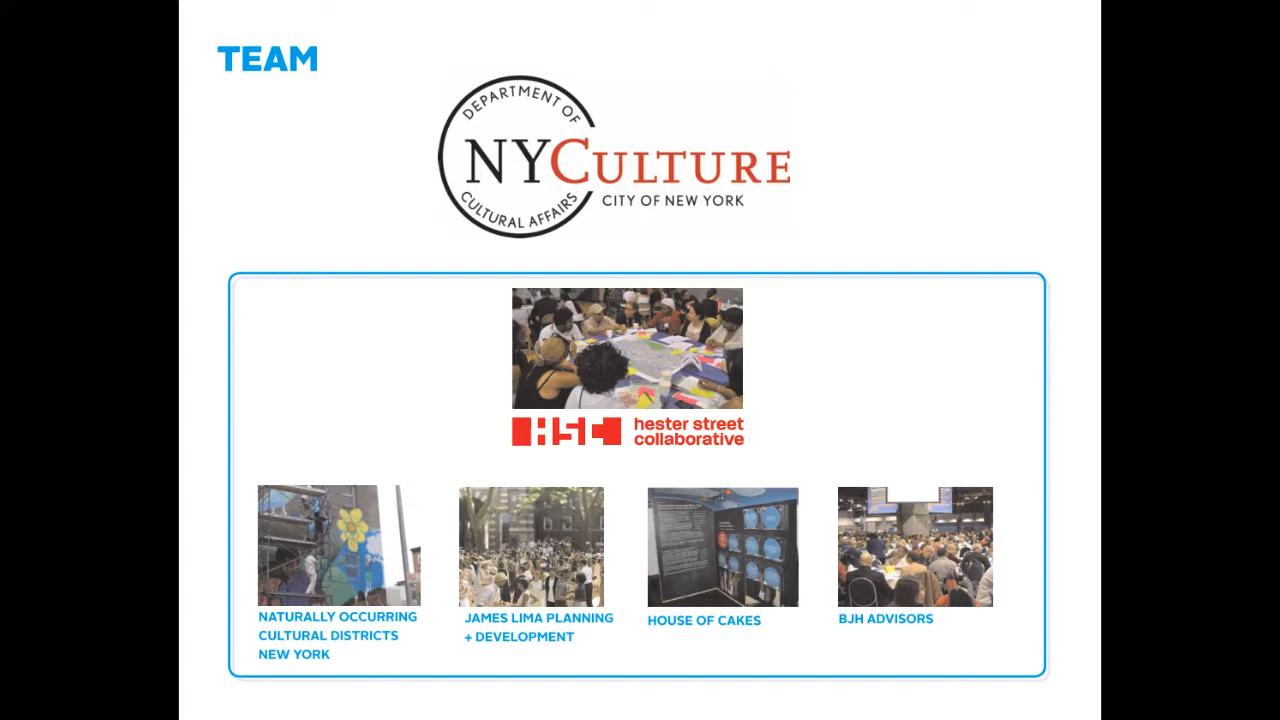 TEAM
DEPARTMENT OF
NYCULTURE
CULTURAL AFFAIRS
CITY OF NEW YORK
HSC
hester street
collaborative
NATURALLY OCCURRING
CULTURAL DISTRICTS
NEW YORK
JAMES LIMA PLANNING
+ DEVELOPMENT
HOUSE OF CAKES
BJH ADVISORS